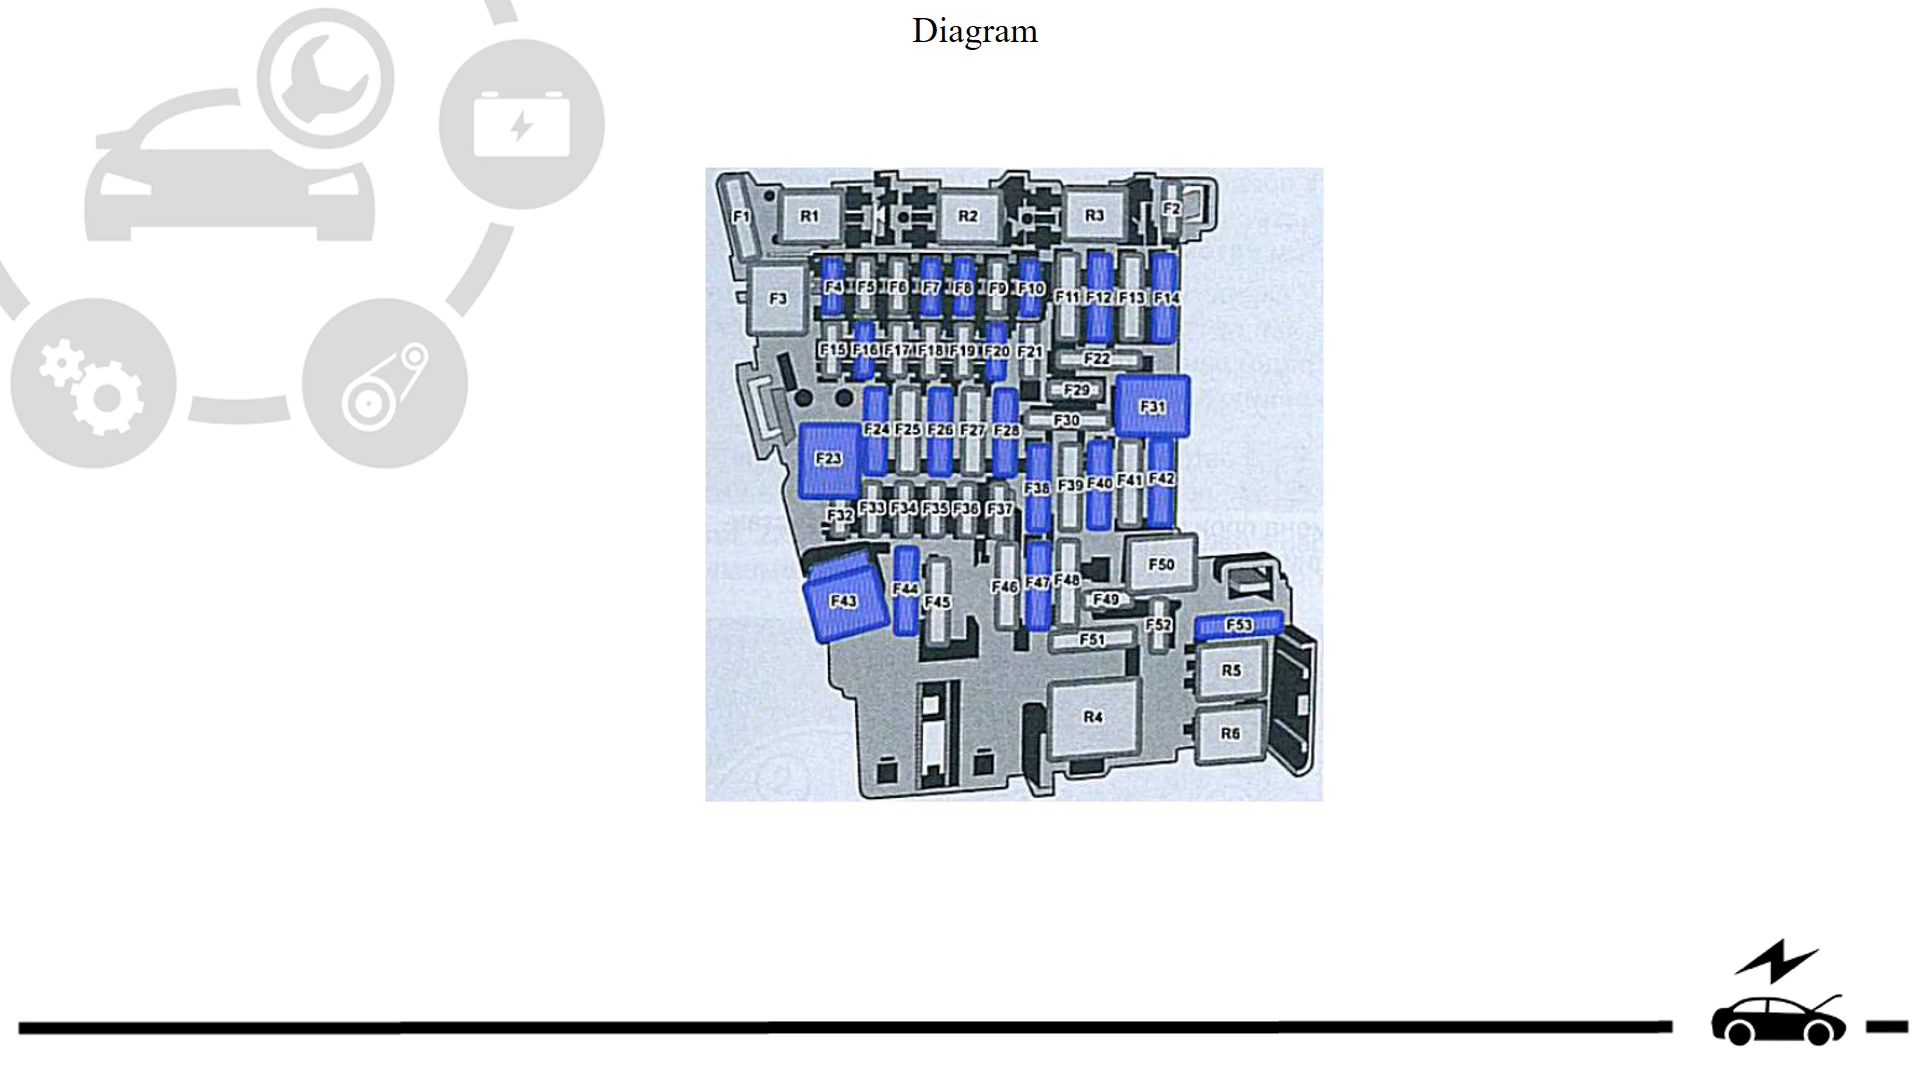 Diagram
F1 R1 R2 R3 F2
F3 F4 F5 F6 F7 F8 F9 F10 F11 F12 F13 F14
F15 F16 F17 F18 F19 F20 F21 F22
F29
F31
F30
F23 F24 F25 F26 F27 F28
F38 F39 F40 F41 F42
F32 F33 F34 F35 F36 F37
F50
F43 F44 F45 F46 F47 F48
F49
F51 F52 F53
R5
R4
R6